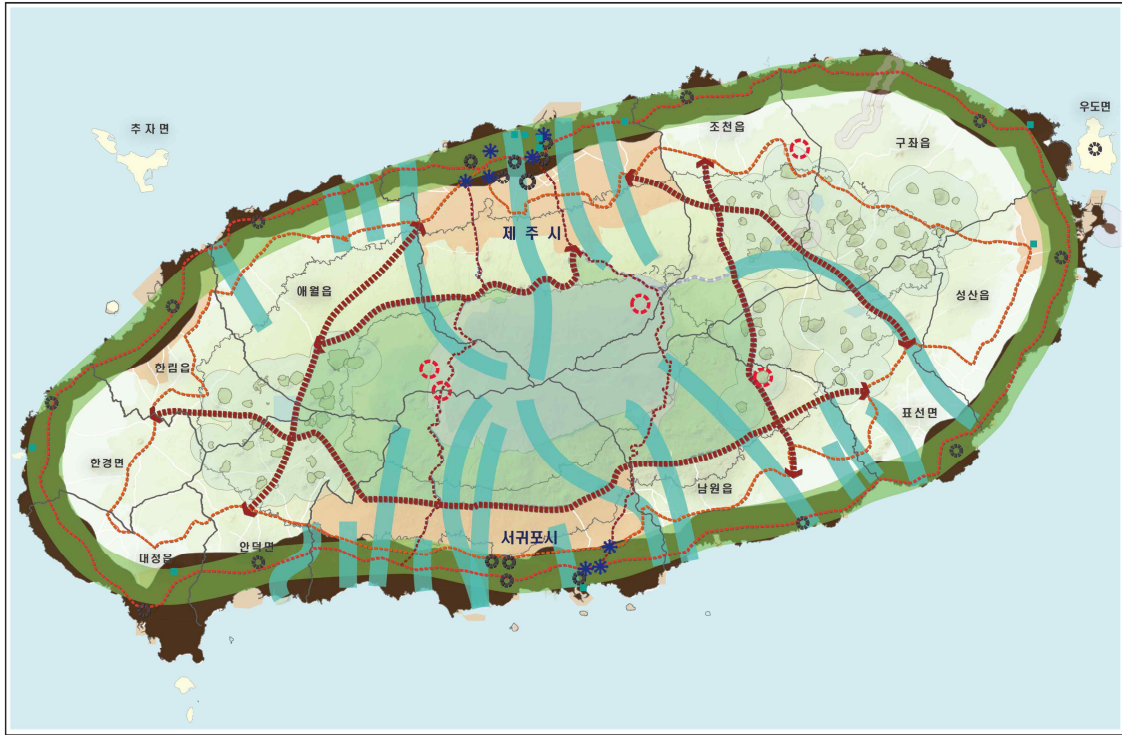 추자면
우도면
조천읍
구좌읍
제주시
애월읍
성산읍
한림읍
표선면
한경면
남원읍
서귀포시
안덕면
대정읍